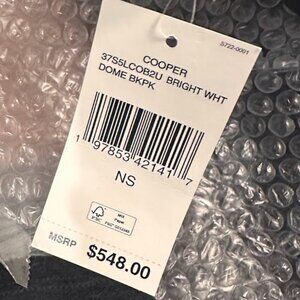 5722-0001
COOPER
37S5LCOB2U BRIGHT WHT
DOME BKPK
1 97853 42141 7
NS
FSC
MIX
Paper
MSRP $548.00